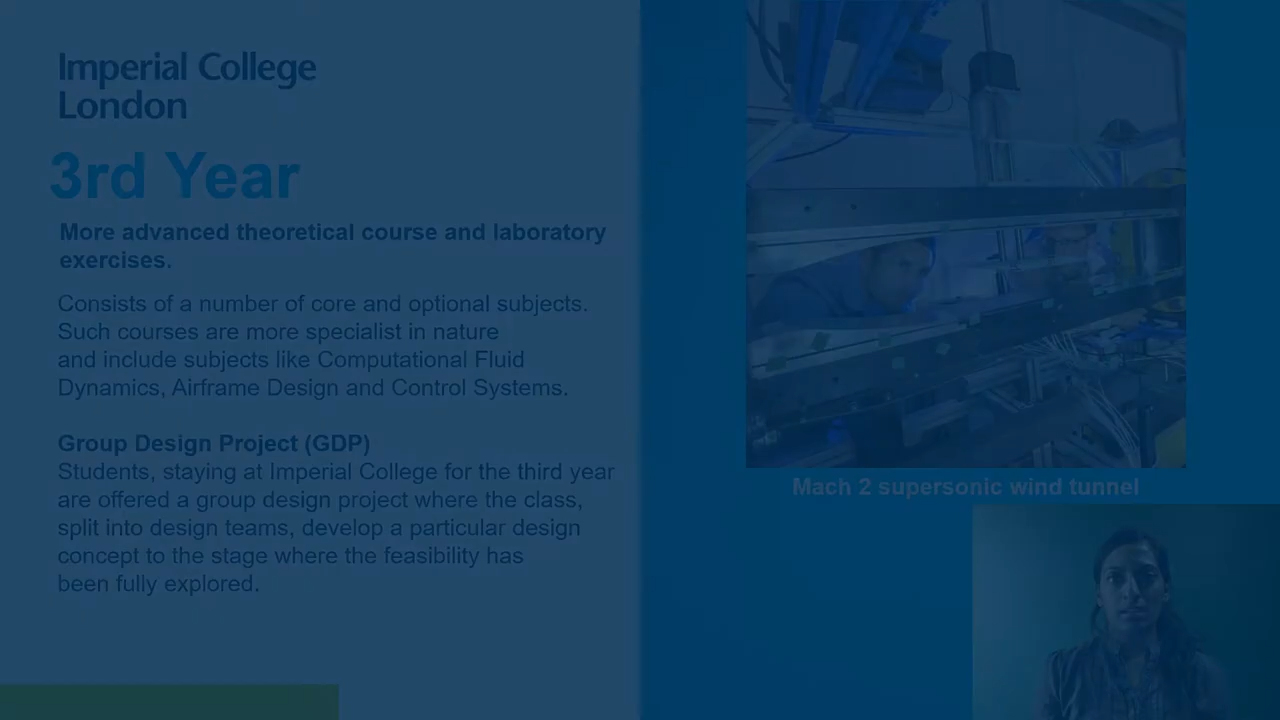 Imperial College
London
3rd Year
More advanced theoretical course and laboratory
exercises.
Consists of a number of core and optional subjects.
Such courses are more specialist in nature
and include subjects like Computational Fluid
Dynamics, Airframe Design and Control Systems.
Group Design Project (GDP)
Students, staying at Imperial College for the third year
are offered a group design project where the class,
split into design teams, develop a particular design
concept to the stage where the feasibility has
been fully explored.
Mach 2 supersonic wind tunnel